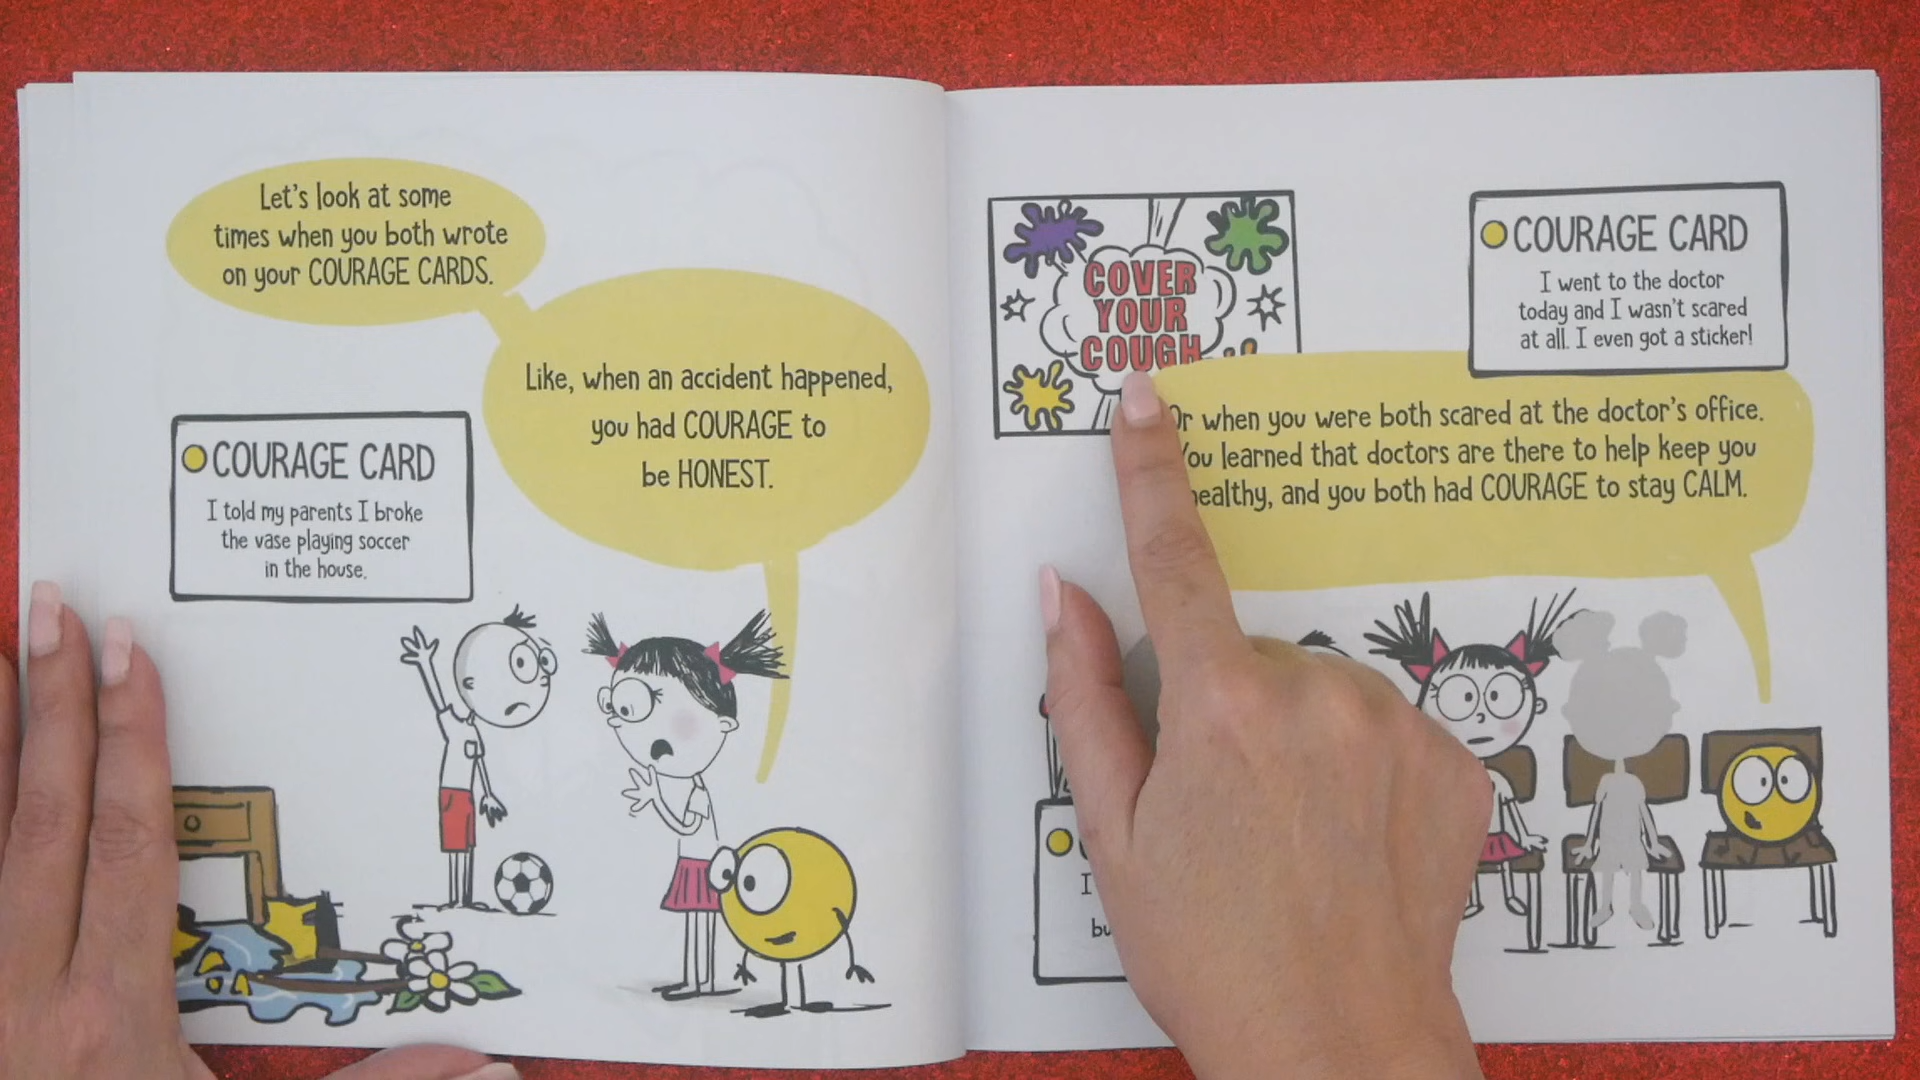 Let's look at some
times when you both wrote
on your COURAGE CARDS.
Like, when an accident happened,
you had COURAGE to
be HONEST.
COURAGE CARD
I told my parents I broke
the vase playing soccer
in the house.
COVER
YOUR
COUGH
COURAGE CARD
I went to the doctor
today and I wasn't scared
at all. I even got a sticker!
Or when you were both scared at the doctor's office.
You learned that doctors are there to help keep you
healthy, and you both had COURAGE to stay CALM.
I